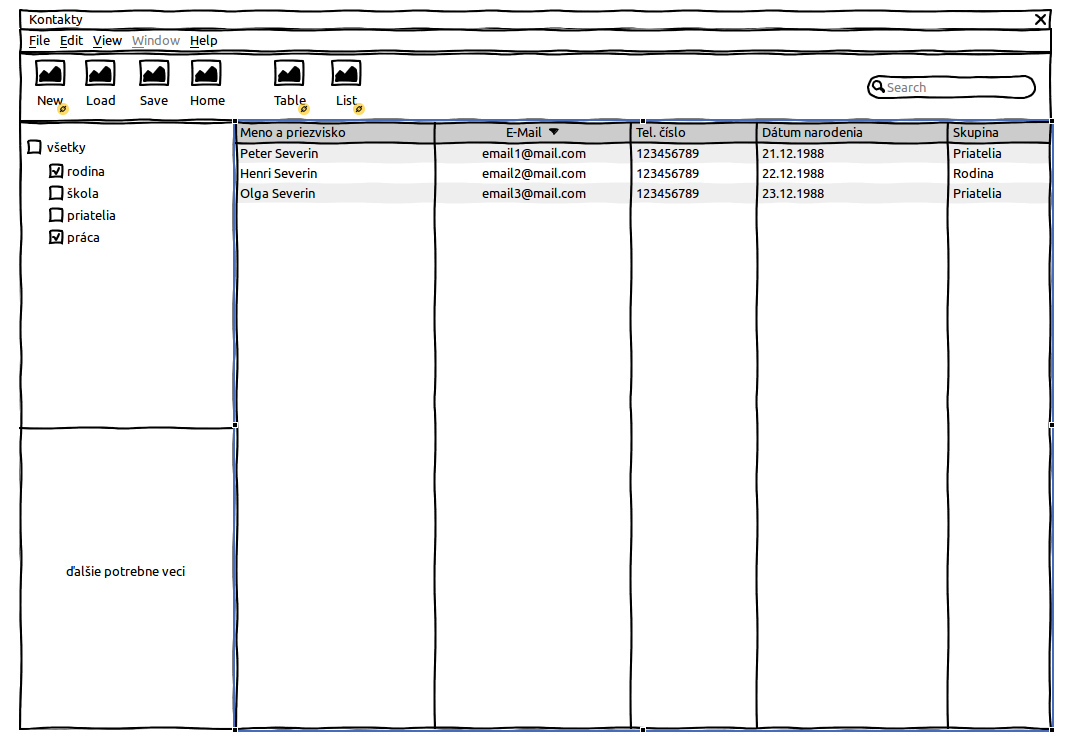 Kontakty
File Edit View Window Help
New Load Save Home Table List Search
Meno a priezvisko E-Mail Tel. číslo Dátum narodenia Skupina
všetky
rodina
škola
priatelia
práca
Peter Severin email1@mail.com 123456789 21.12.1988 Priatelia
Henri Severin email2@mail.com 123456789 22.12.1988 Rodina
Olga Severin email3@mail.com 123456789 23.12.1988 Priatelia
ďalšie potrebne veci